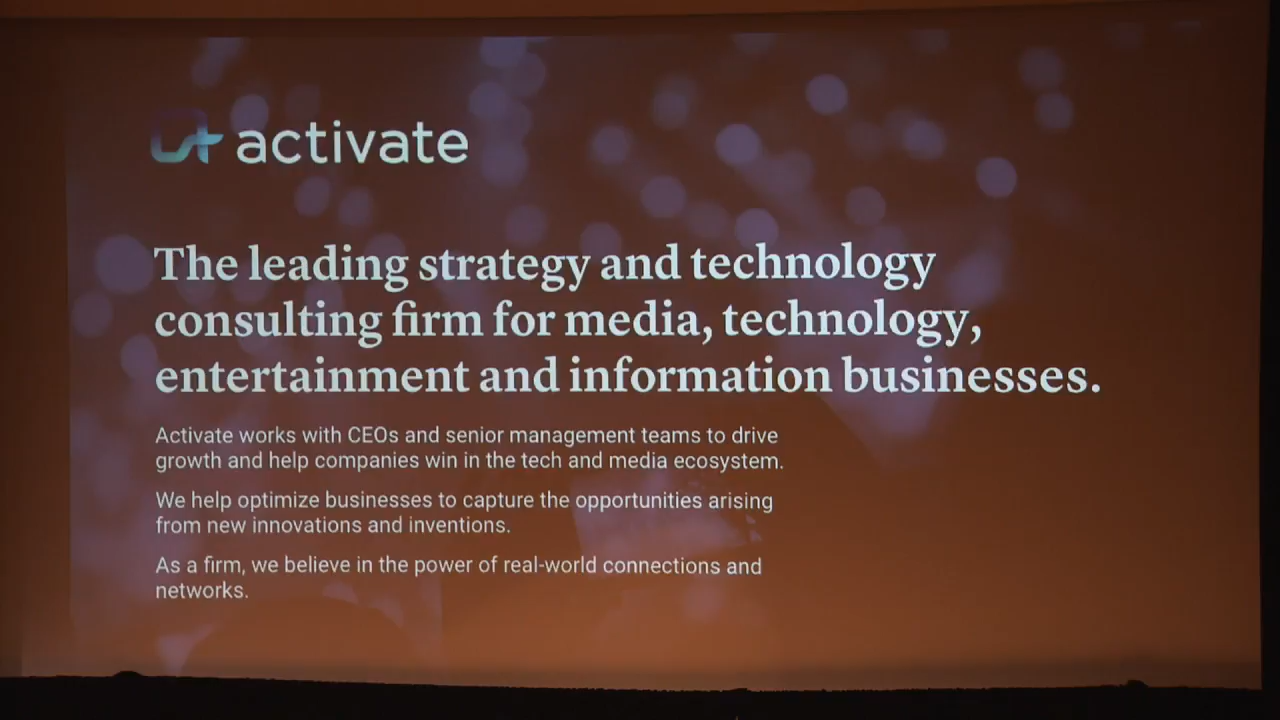 activate
The leading strategy and technology
consulting firm for media, technology,
entertainment and information businesses.
Activate works with CEOs and senior management teams to drive
growth and help companies win in the tech and media ecosystem.
We help optimize businesses to capture the opportunities arising
from new innovations and inventions.
As a firm, we believe in the power of real-world connections and
networks.